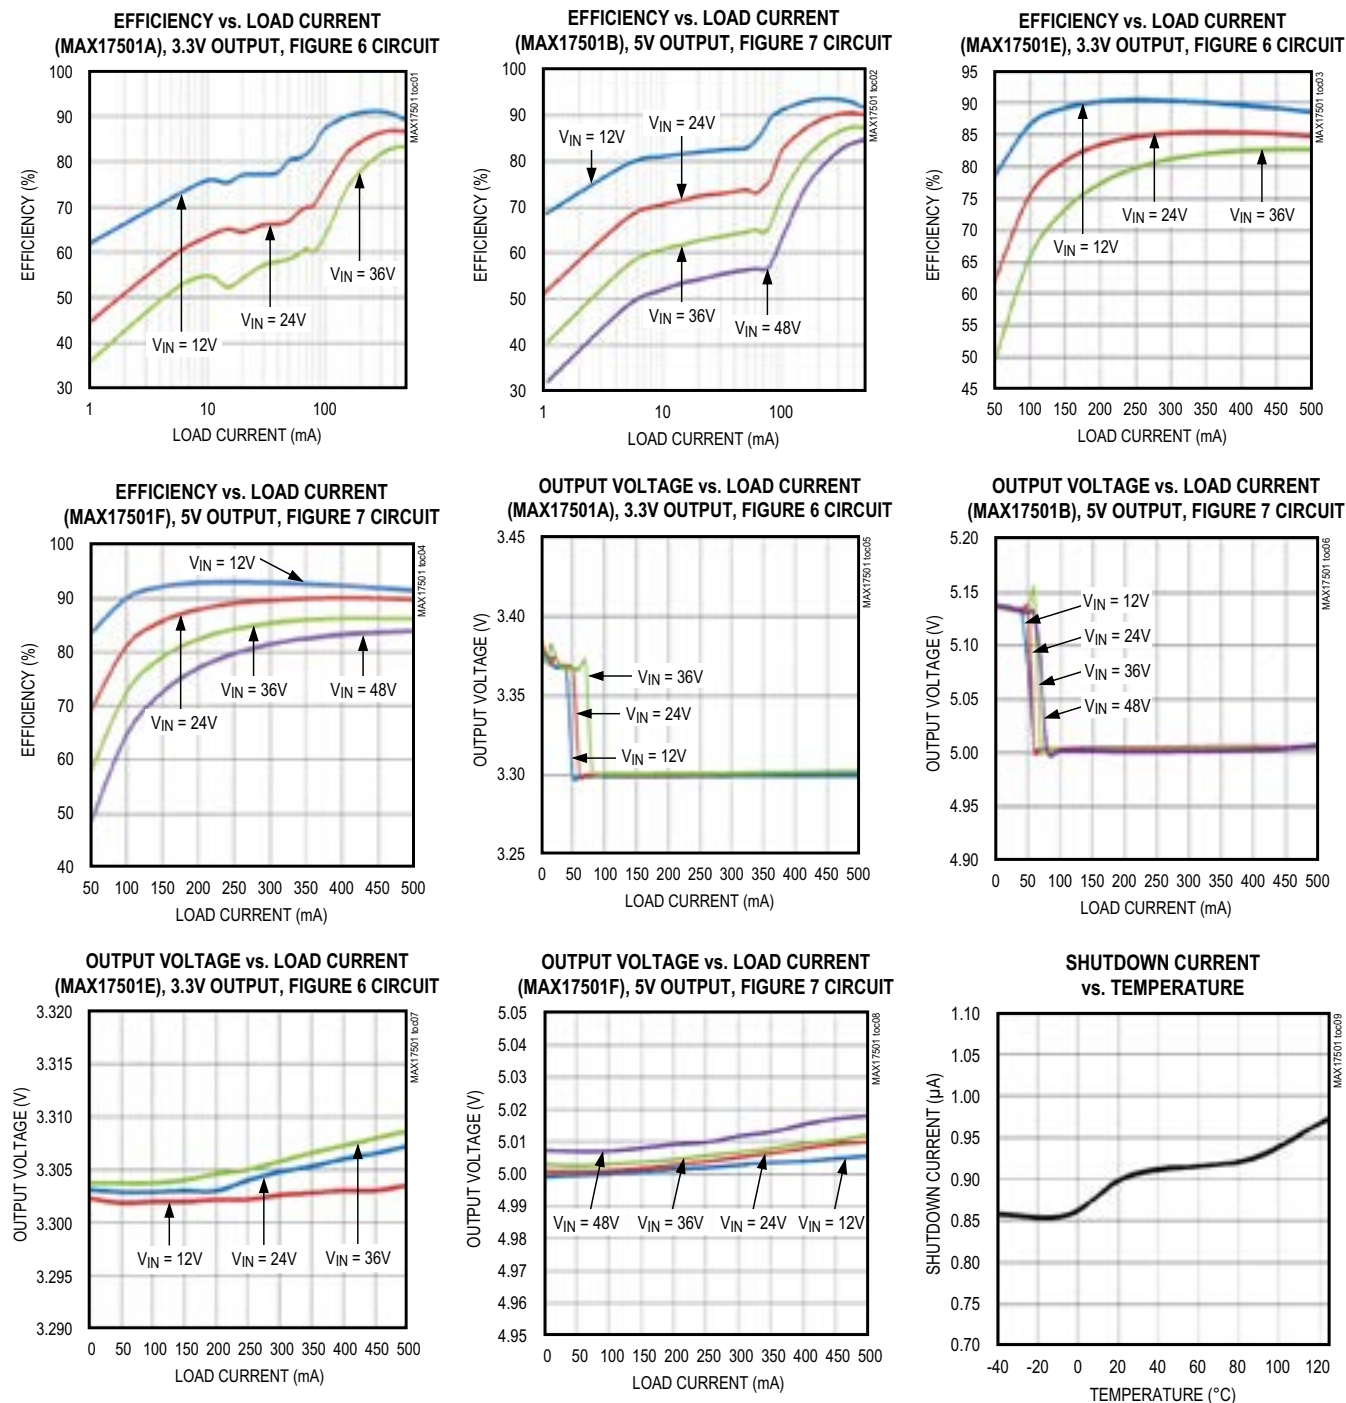 EFFICIENCY vs. LOAD CURRENT
(MAX17501A), 3.3V OUTPUT, FIGURE 6 CIRCUIT
MAX17501 toc01
100
90
80
70
60
50
40
30
EFFICIENCY (%)
VIN = 36V
VIN = 24V
VIN = 12V
1 10 100
LOAD CURRENT (mA)
EFFICIENCY vs. LOAD CURRENT
(MAX17501B), 5V OUTPUT, FIGURE 7 CIRCUIT
MAX17501 toc02
100
90
80
70
60
50
40
30
EFFICIENCY (%)
VIN = 24V
VIN = 12V
VIN = 36V
VIN = 48V
1 10 100
LOAD CURRENT (mA)
EFFICIENCY vs. LOAD CURRENT
(MAX17501E), 3.3V OUTPUT, FIGURE 6 CIRCUIT
MAX17501 toc03
95
90
85
80
75
70
65
60
55
50
45
EFFICIENCY (%)
VIN = 24V
VIN = 36V
VIN = 12V
50 100 150 200 250 300 350 400 450 500
LOAD CURRENT (mA)
EFFICIENCY vs. LOAD CURRENT
(MAX17501F), 5V OUTPUT, FIGURE 7 CIRCUIT
MAX17501 toc04
100
90
80
70
60
50
40
EFFICIENCY (%)
VIN = 12V
VIN = 36V
VIN = 48V
VIN = 24V
50 100 150 200 250 300 350 400 450 500
LOAD CURRENT (mA)
OUTPUT VOLTAGE vs. LOAD CURRENT
(MAX17501A), 3.3V OUTPUT, FIGURE 6 CIRCUIT
MAX17501 toc05
3.45
3.40
3.35
3.30
3.25
OUTPUT VOLTAGE (V)
VIN = 36V
VIN = 24V
VIN = 12V
0 50 100 150 200 250 300 350 400 450 500
LOAD CURRENT (mA)
OUTPUT VOLTAGE vs. LOAD CURRENT
(MAX17501B), 5V OUTPUT, FIGURE 7 CIRCUIT
MAX17501 toc06
5.20
5.15
5.10
5.05
5.00
4.95
4.90
OUTPUT VOLTAGE (V)
VIN = 12V
VIN = 24V
VIN = 36V
VIN = 48V
0 50 100 150 200 250 300 350 400 450 500
LOAD CURRENT (mA)
OUTPUT VOLTAGE vs. LOAD CURRENT
(MAX17501E), 3.3V OUTPUT, FIGURE 6 CIRCUIT
MAX17501 toc07
3.320
3.315
3.310
3.305
3.300
3.295
3.290
OUTPUT VOLTAGE (V)
VIN = 12V
VIN = 24V
VIN = 36V
0 50 100 150 200 250 300 350 400 450 500
LOAD CURRENT (mA)
OUTPUT VOLTAGE vs. LOAD CURRENT
(MAX17501F), 5V OUTPUT, FIGURE 7 CIRCUIT
MAX17501 toc08
5.05
5.04
5.03
5.02
5.01
5.00
4.99
4.98
4.97
4.96
4.95
OUTPUT VOLTAGE (V)
VIN = 48V
VIN = 36V
VIN = 24V
VIN = 12V
0 50 100 150 200 250 300 350 400 450 500
LOAD CURRENT (mA)
SHUTDOWN CURRENT
vs. TEMPERATURE
MAX17501 toc09
1.10
1.05
1.00
0.95
0.90
0.85
0.80
0.75
0.70
SHUTDOWN CURRENT (µA)
-40 -20 0 20 40 60 80 100 120
TEMPERATURE (°C)